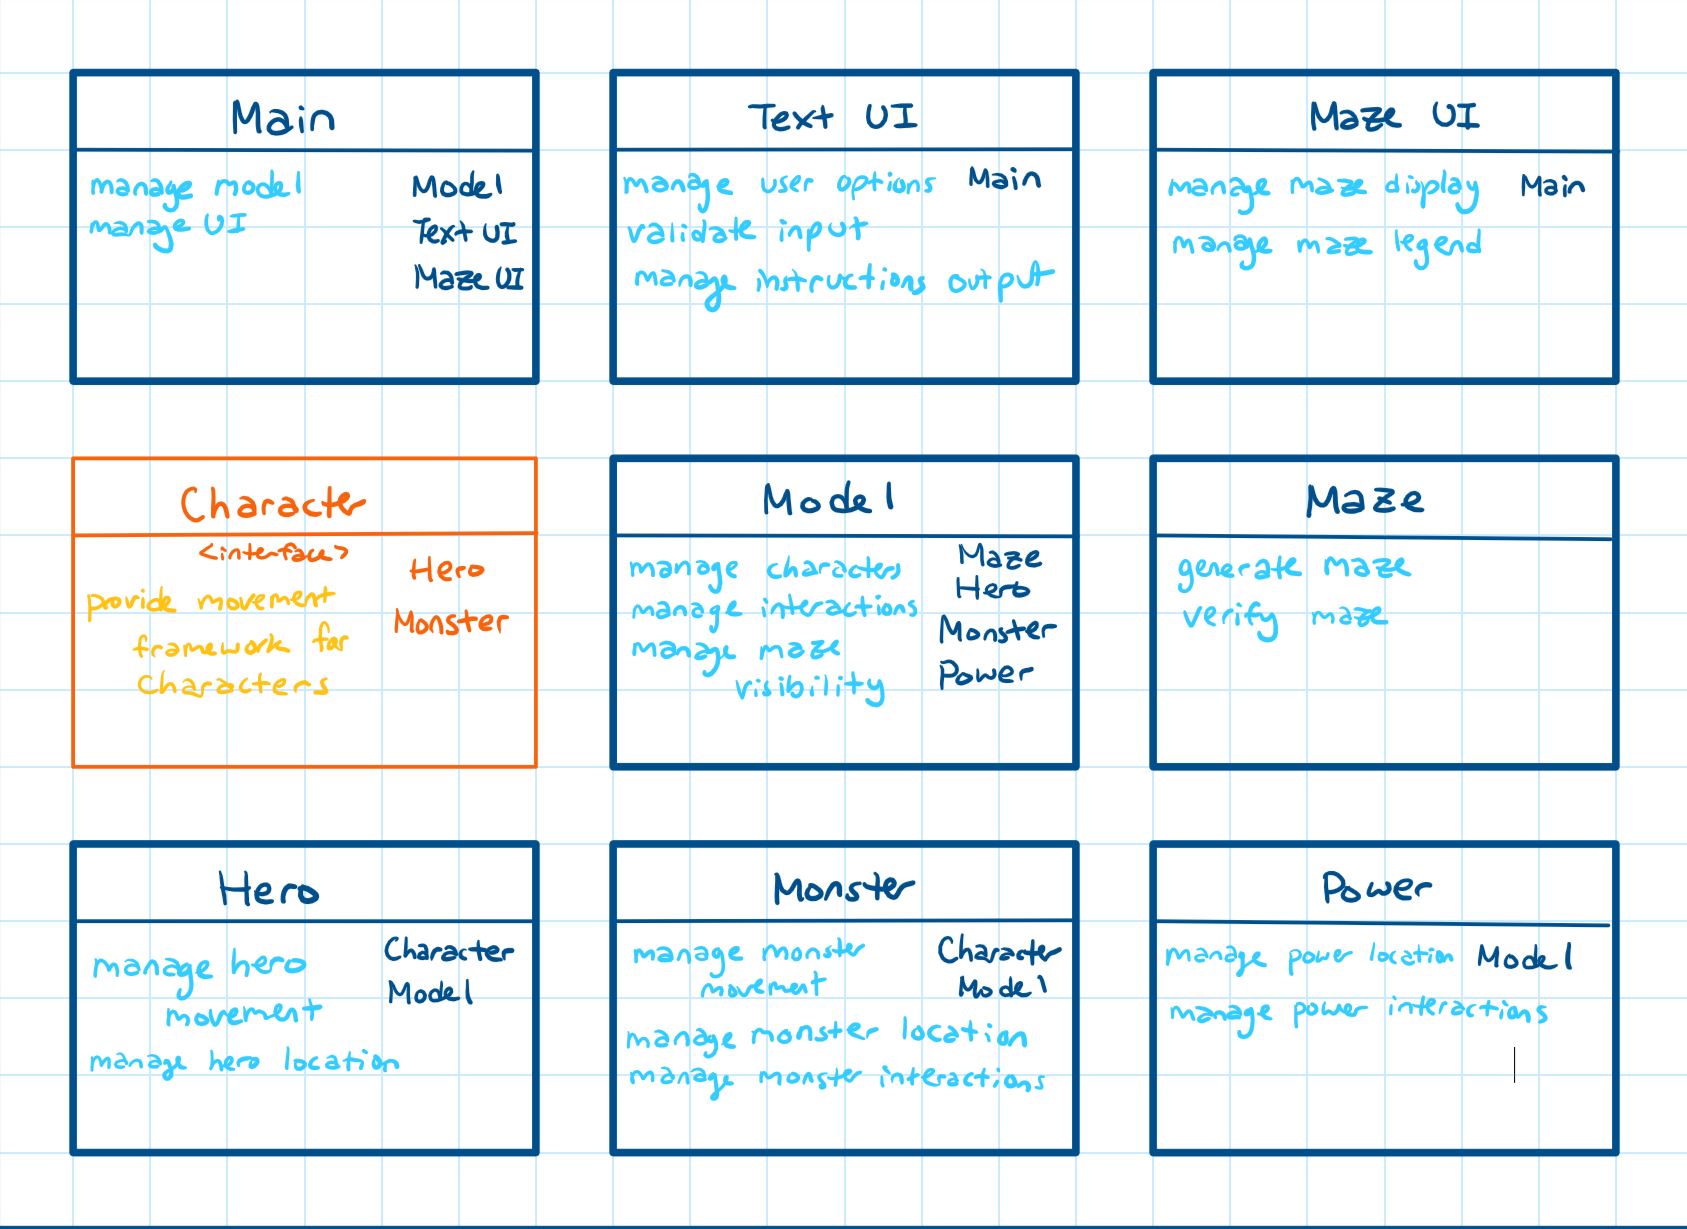 Main
manage model
manage UI
Model
Text UI
Maze UI
Text UI
manage user options
Main
validate input
manage instructions output
Maze UI
manage maze display
Main
manage maze legend
Character
<interface>
provide movement
framework for
characters
Hero
Monster
Model
manage characters
manage interactions
manage maze
visibility
Maze
Hero
Monster
Power
Maze
generate maze
verify maze
Hero
manage hero
movement
manage hero location
Character
Model
Monster
manage monster
movement
Character
Model
manage monster location
manage monster interactions
Power
manage power location
Model
manage power interactions